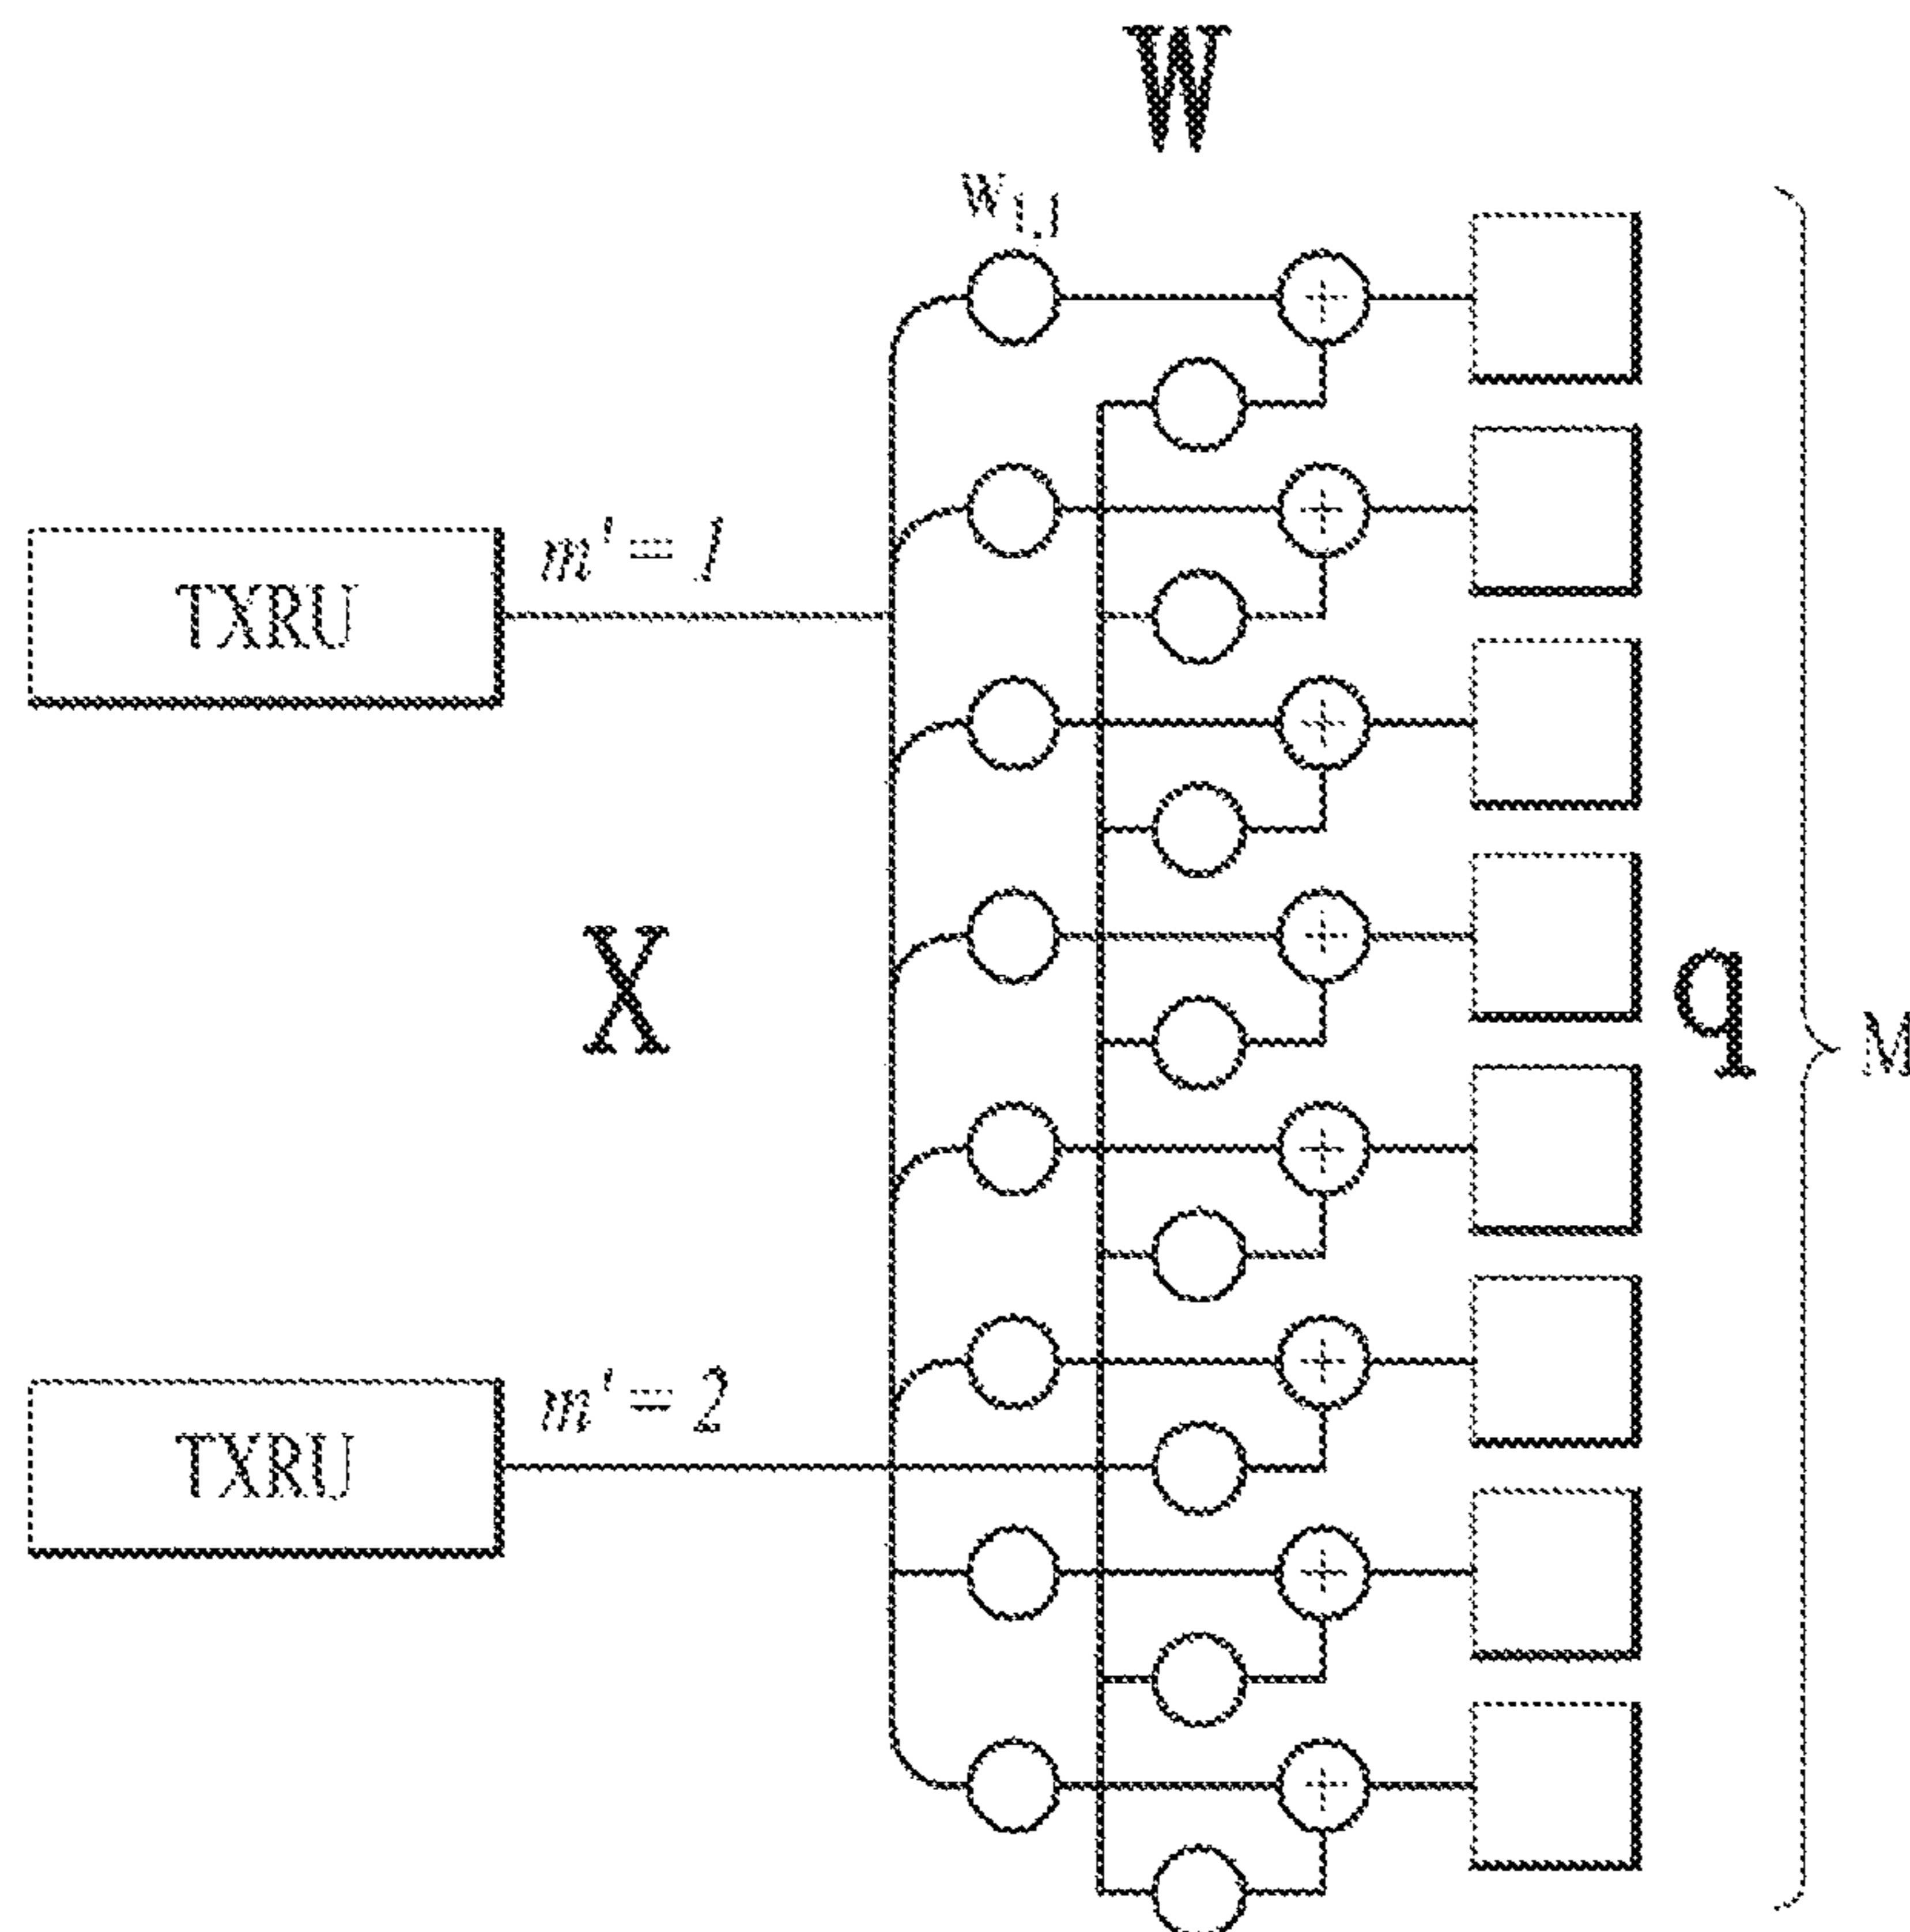 W
w1,1
m' = 1
TXRU
X
q
M
m' = 2
TXRU